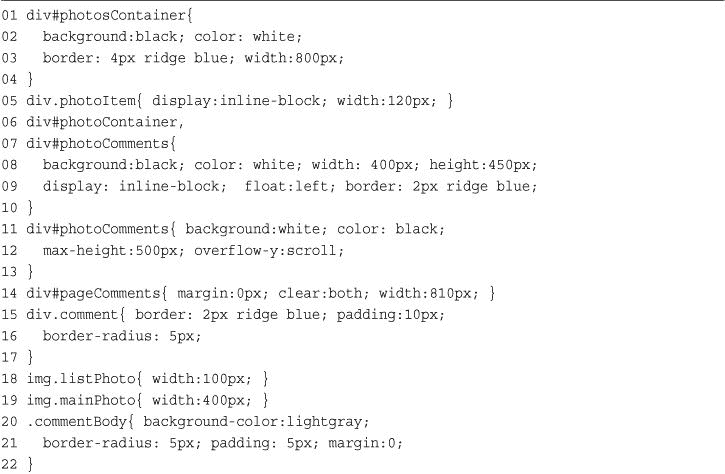 01 div#photosContainer{
02   background:black; color: white;
03   border: 4px ridge blue; width:800px;
04 }
05 div.photoItem{ display:inline-block; width:120px; }
06 div#photoContainer,
07 div#photoComments{
08   background:black; color: white; width: 400px; height:450px;
09   display: inline-block;  float:left; border: 2px ridge blue;
10 }
11 div#photoComments{ background:white; color: black;
12   max-height:500px; overflow-y:scroll;
13 }
14 div#pageComments{ margin:0px; clear:both; width:810px; }
15 div.comment{ border: 2px ridge blue; padding:10px;
16   border-radius: 5px;
17 }
18 img.listPhoto{ width:100px; }
19 img.mainPhoto{ width:400px; }
20 .commentBody{ background-color:lightgray;
21   border-radius: 5px; padding: 5px; margin:0;
22 }